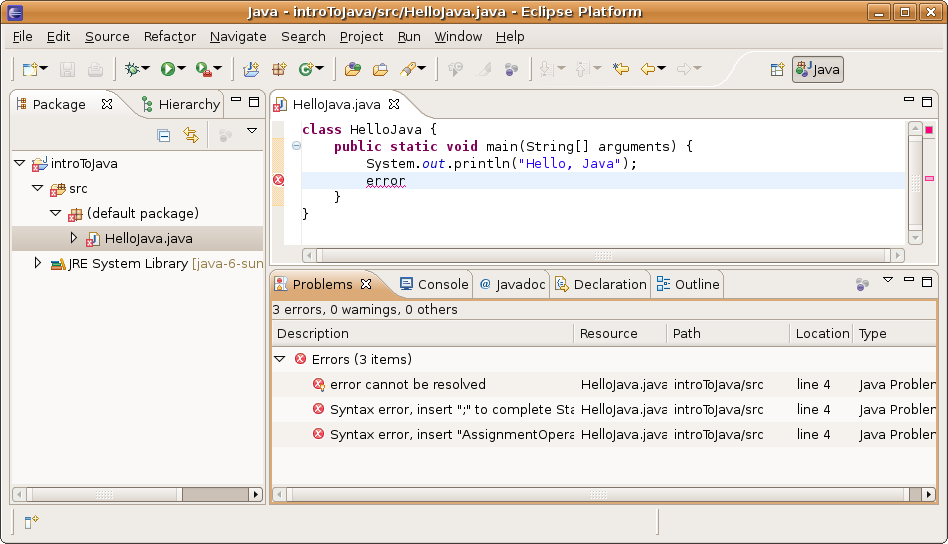 Java - introToJava/src/HelloJava.java - Eclipse Platform
File Edit Source Refactor Navigate Search Project Run Window Help
Java
Package Hierarchy
introToJava
src
(default package)
HelloJava.java
JRE System Library [java-6-sun
HelloJava.java
class HelloJava {
public static void main(String[] arguments) {
System.out.println("Hello, Java");
error
}
}
Problems Console @ Javadoc Declaration Outline
3 errors, 0 warnings, 0 others
Description Resource Path Location Type
Errors (3 items)
error cannot be resolved HelloJava.java introToJava/src line 4 Java Problem
Syntax error, insert ";" to complete Sta HelloJava.java introToJava/src line 4 Java Problem
Syntax error, insert "AssignmentOpera HelloJava.java introToJava/src line 4 Java Problem